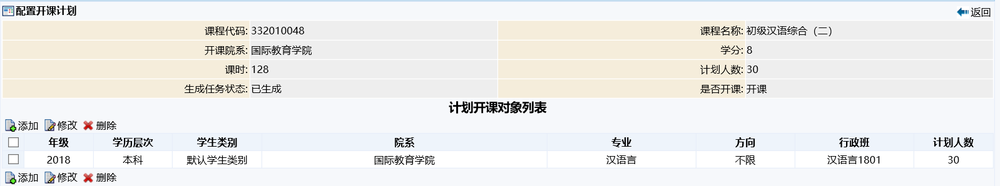 配置开课计划 返回
课程代码: 332010048 课程名称: 初级汉语综合（二）
开课院系: 国际教育学院 学分: 8
课时: 128 计划人数: 30
生成任务状态: 已生成 是否开课: 开课
计划开课对象列表
添加 修改 删除
年级 学历层次 学生类别 院系 专业 方向 行政班 计划人数
2018 本科 默认学生类别 国际教育学院 汉语言 不限 汉语言1801 30
添加 修改 删除